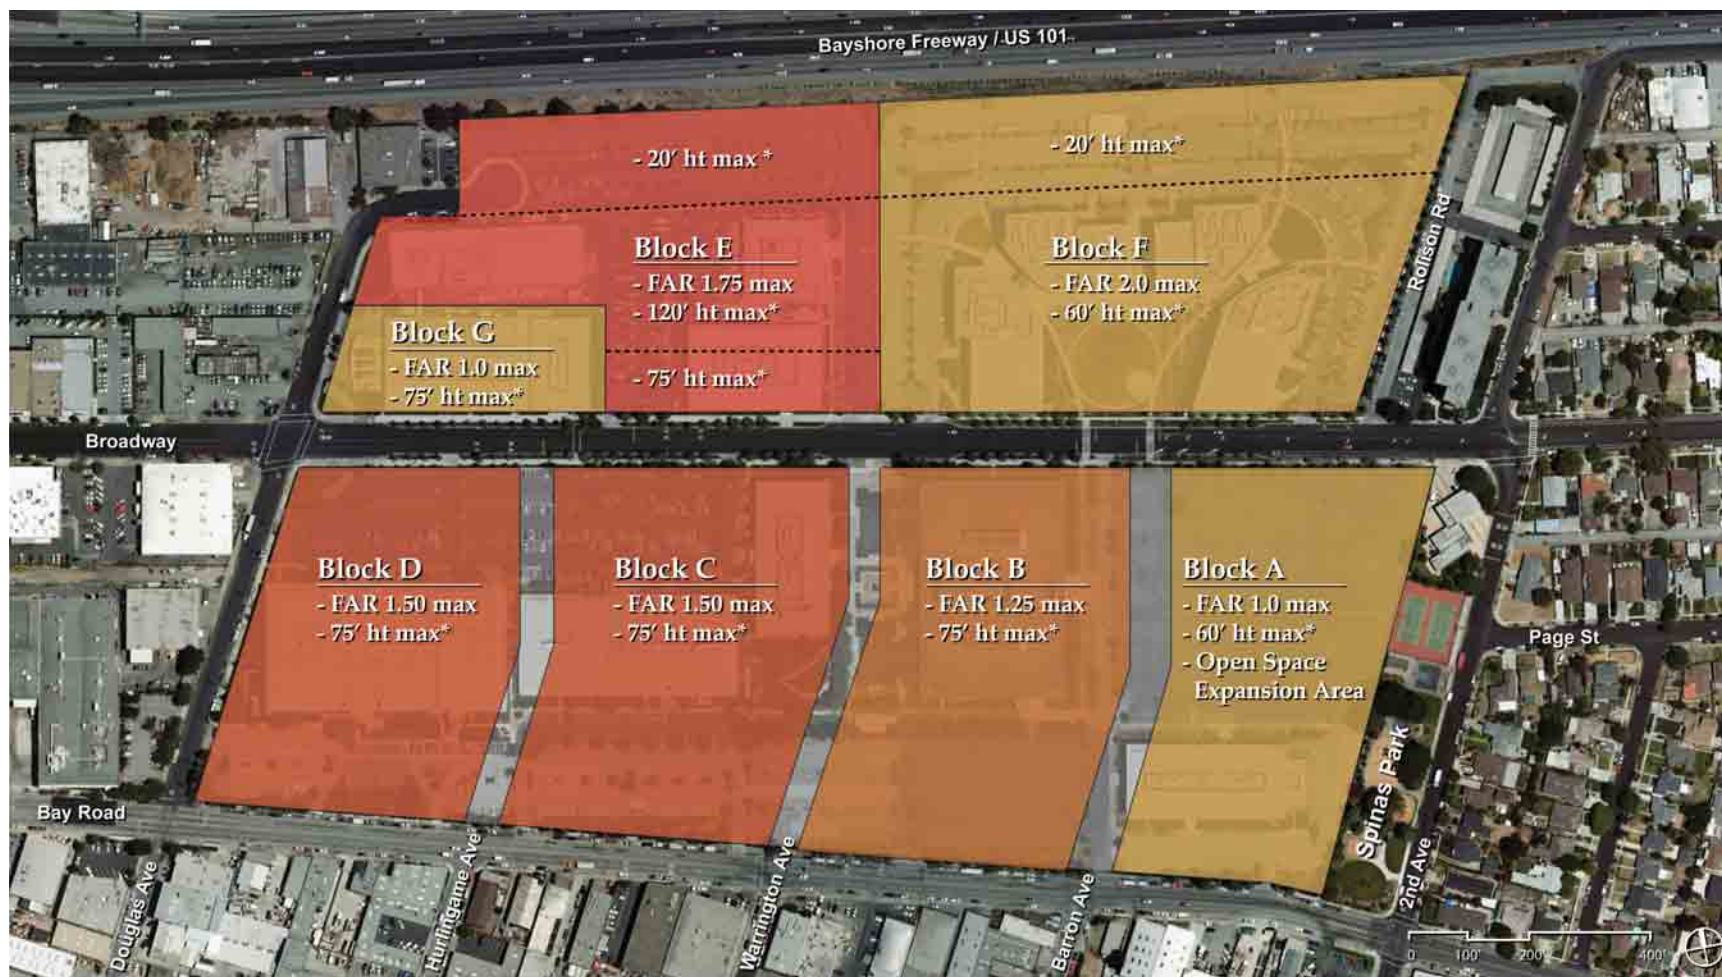 Bayshore Freeway / US 101
- 20' ht max *
- 20' ht max*
Block E
- FAR 1.75 max
- 120' ht max*
- 75' ht max*
Block F
- FAR 2.0 max
- 60' ht max*
Rolison Rd
Block G
- FAR 1.0 max
- 75' ht max*
Broadway
Block D
- FAR 1.50 max
- 75' ht max*
Block C
- FAR 1.50 max
- 75' ht max*
Block B
- FAR 1.25 max
- 75' ht max*
Block A
- FAR 1.0 max
- 60' ht max*
- Open Space
Expansion Area
Page St
Spinas Park
2nd Ave
Bay Road
Douglas Ave
Hurlingame Ave
Warrington Ave
Barron Ave
0 100' 200' 400'